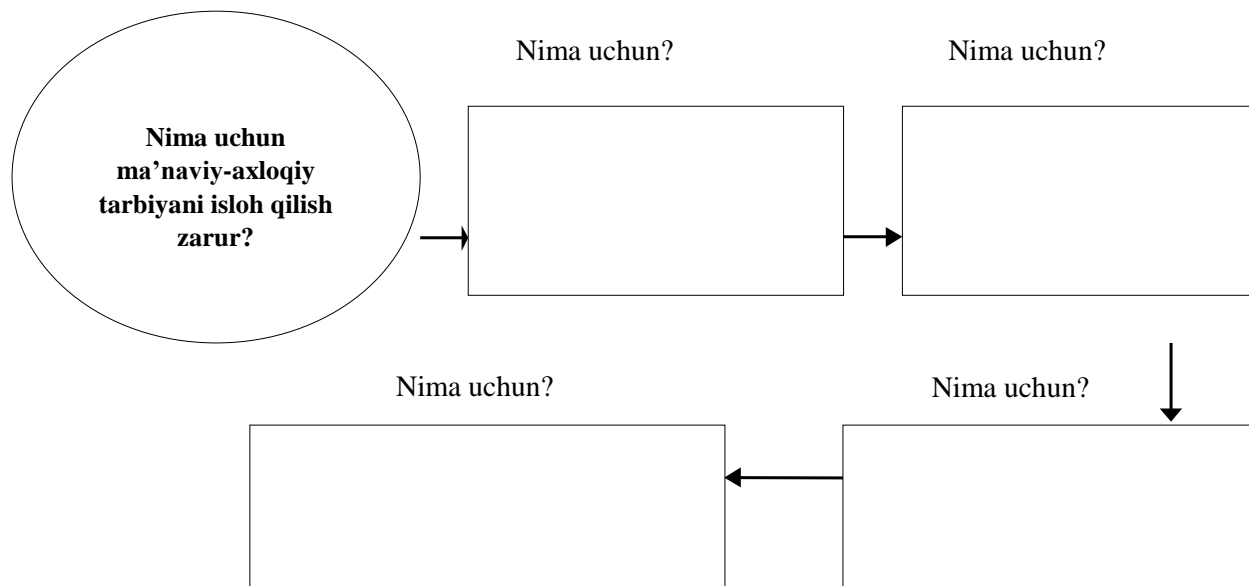 Nima uchun?
Nima uchun?
Nima uchun
ma’naviy-axloqiy
tarbiyani isloh qilish
zarur?
Nima uchun?
Nima uchun?